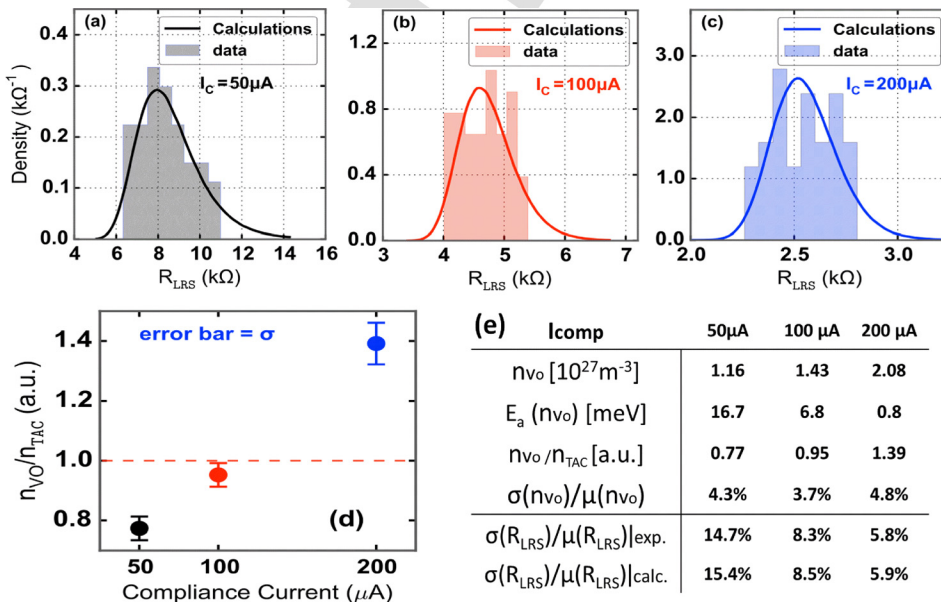 (a)
Calculations
data
I_C = 50μA
Density (kΩ⁻¹)
0.4
0.3
0.2
0.1
0.0
4 6 8 10 12 14 16
R_LRS (kΩ)
(b)
Calculations
data
I_C = 100μA
1.2
0.8
0.4
0.0
3 4 5 6 7
R_LRS (kΩ)
(c)
Calculations
data
I_C = 200μA
3.0
2.0
1.0
0.0
2.0 2.5 3.0
R_LRS (kΩ)
error bar = σ
n_VO/n_TAC (a.u.)
1.4
1.2
1.0
0.8
(d)
50 100 200
Compliance Current (μA)
(e) Icomp 50μA 100 μA 200 μA
n_Vo [10²⁷m⁻³] 1.16 1.43 2.08
E_a (n_Vo) [meV] 16.7 6.8 0.8
n_Vo/n_TAC [a.u.] 0.77 0.95 1.39
σ(n_Vo)/μ(n_Vo) 4.3% 3.7% 4.8%
σ(R_LRS)/μ(R_LRS)|exp. 14.7% 8.3% 5.8%
σ(R_LRS)/μ(R_LRS)|calc. 15.4% 8.5% 5.9%